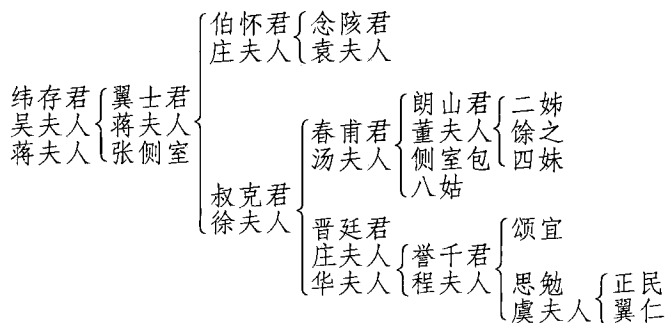 伯怀君
庄夫人
念陔君
袁夫人
纬存君
吴夫人
蒋夫人
翼士君
蒋夫人
张侧室
叔克君
徐夫人
春甫君
汤夫人
朗山君
董夫人
侧室包
八姑
二姊
馀之
四妹
晋廷君
庄夫人
华夫人
誉千君
程夫人
颂宜
思勉
虞夫人
正民
翼仁